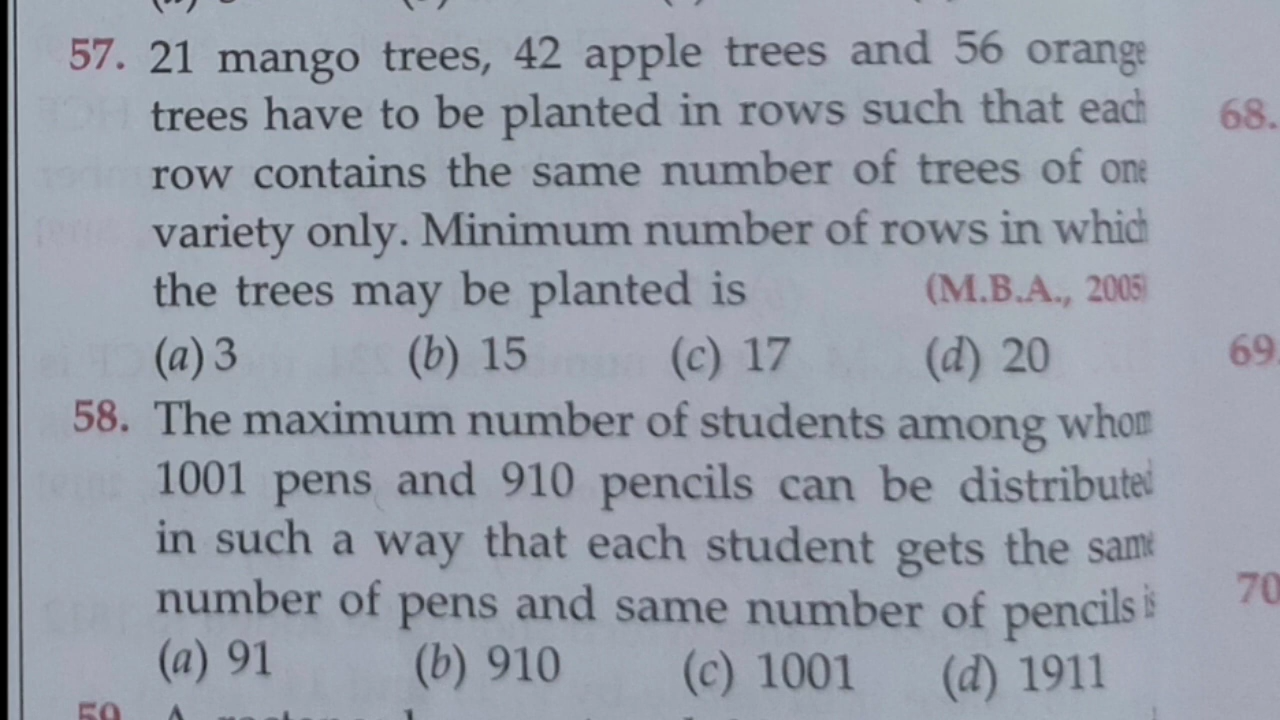 57. 21 mango trees, 42 apple trees and 56 orange
trees have to be planted in rows such that each
row contains the same number of trees of one
variety only. Minimum number of rows in which
the trees may be planted is (M.B.A., 2005
(a) 3 (b) 15 (c) 17 (d) 20
58. The maximum number of students among whom
1001 pens and 910 pencils can be distributed
in such a way that each student gets the same
number of pens and same number of pencils is
(a) 91 (b) 910 (c) 1001 (d) 1911
59. A
68.
69
70